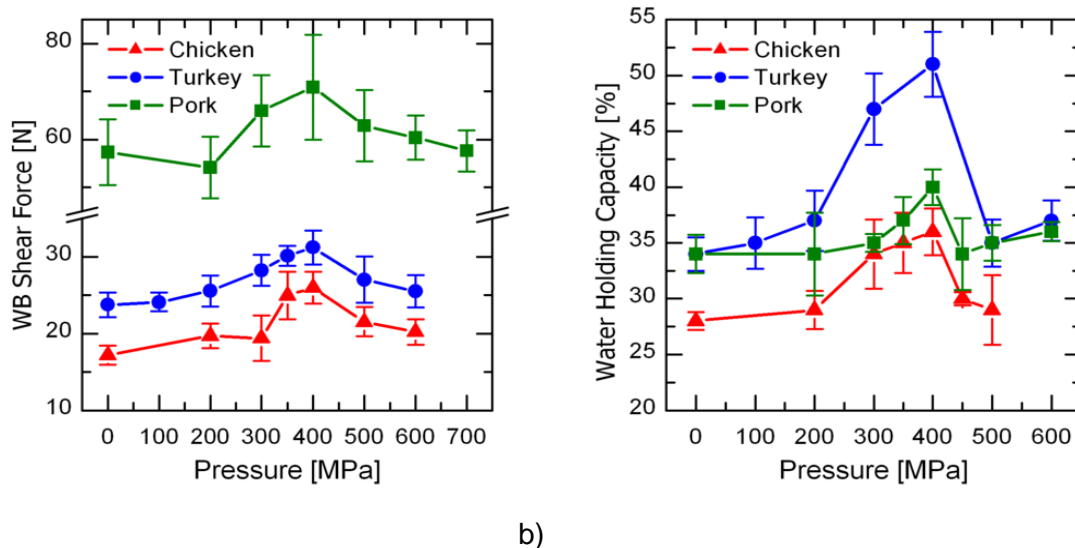 80
60
30
20
10
WB Shear Force [N]
Chicken
Turkey
Pork
0 100 200 300 400 500 600 700
Pressure [MPa]
55
50
45
40
35
30
25
20
Water Holding Capacity [%]
Chicken
Turkey
Pork
0 100 200 300 400 500 600
Pressure [MPa]
b)